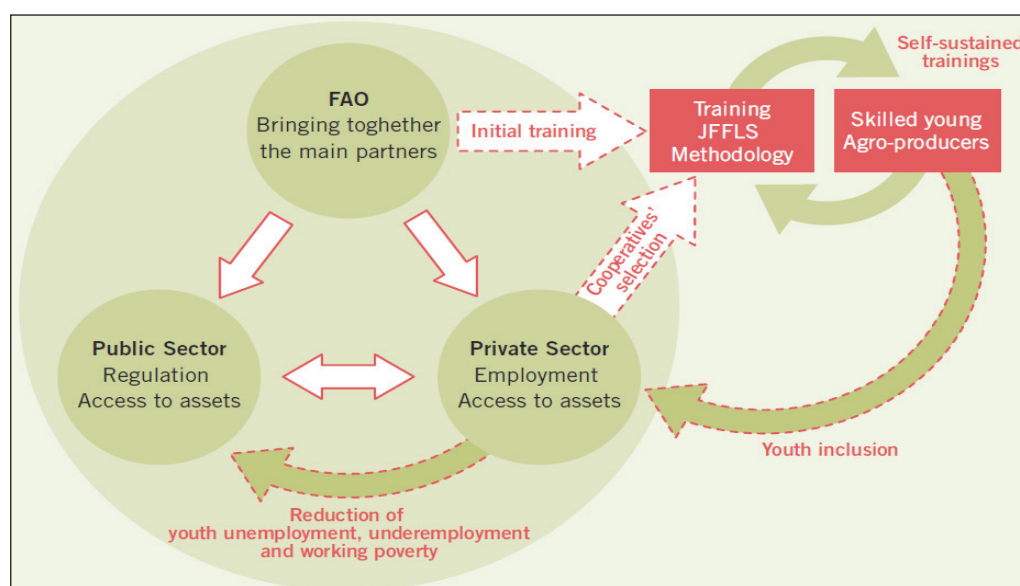 FAO
Bringing toghether
the main partners
Initial training
Training
JFFLS
Methodology
Self-sustained
trainings
Skilled young
Agro-producers
Cooperatives'
selection
Public Sector
Regulation
Access to assets
Private Sector
Employment
Access to assets
Youth inclusion
Reduction of
youth unemployment, underemployment
and working poverty